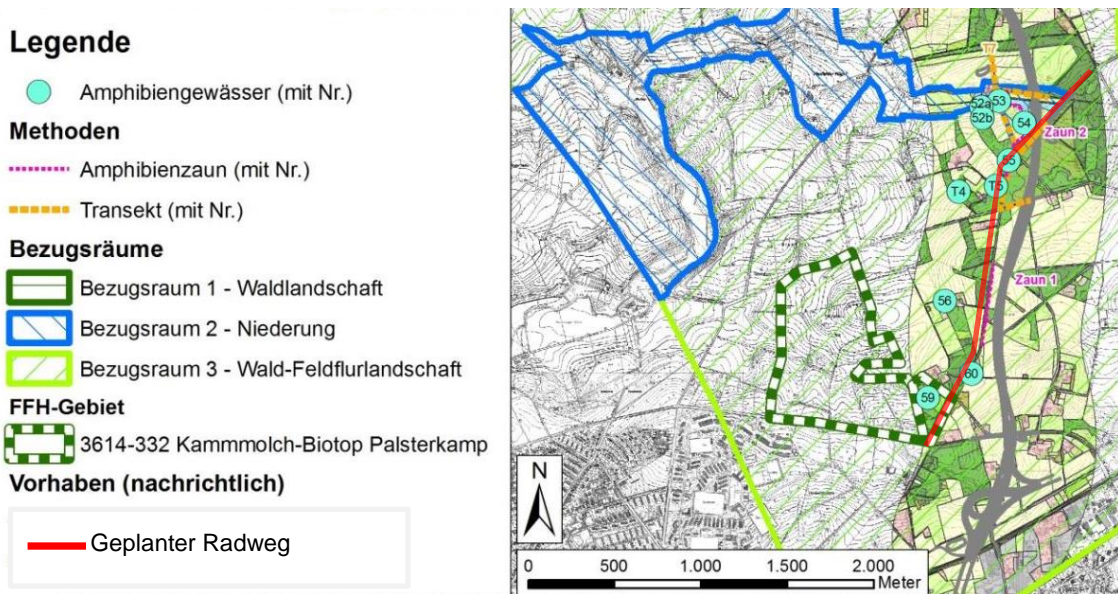 Legende
Amphibiengewässer (mit Nr.)
Methoden
Amphibienzaun (mit Nr.)
Transekt (mit Nr.)
Bezugsräume
Bezugsraum 1 - Waldlandschaft
Bezugsraum 2 - Niederung
Bezugsraum 3 - Wald-Feldflurlandschaft
FFH-Gebiet
3614-332 Kammmolch-Biotop Palsterkamp
Vorhaben (nachrichtlich)
Geplanter Radweg
T7
52a
53
52b
54
Zaun 2
55
T4
T5
Zaun 1
56
60
59
N
0 500 1.000 1.500 2.000
Meter